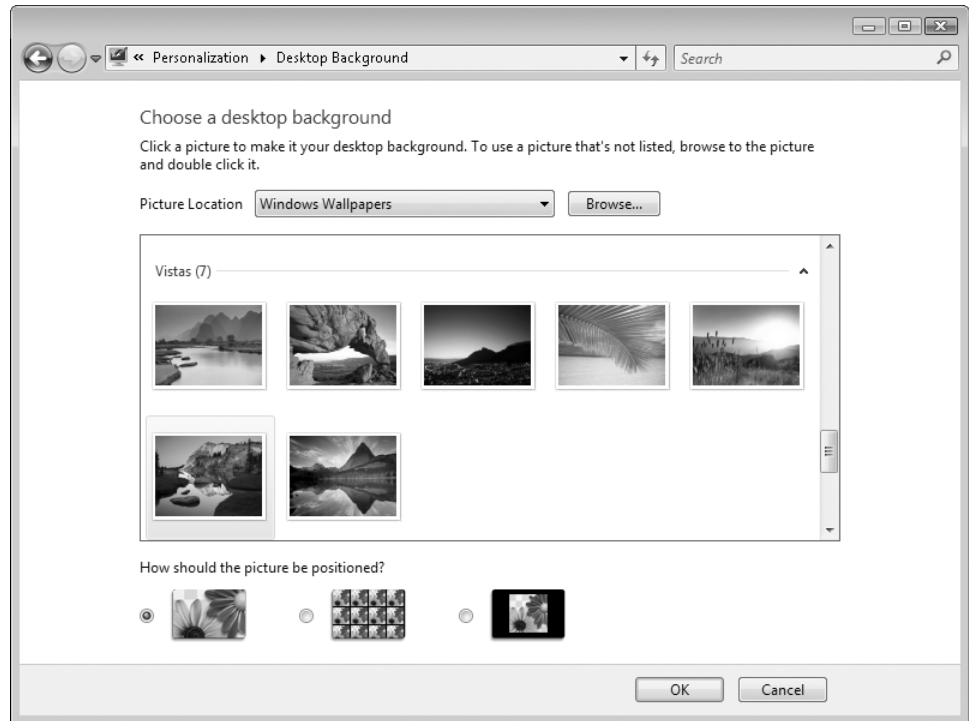 « Personalization ▸ Desktop Background
Search
Choose a desktop background
Click a picture to make it your desktop background. To use a picture that's not listed, browse to the picture
and double click it.
Picture Location Windows Wallpapers Browse...
Vistas (7)
How should the picture be positioned?
OK Cancel